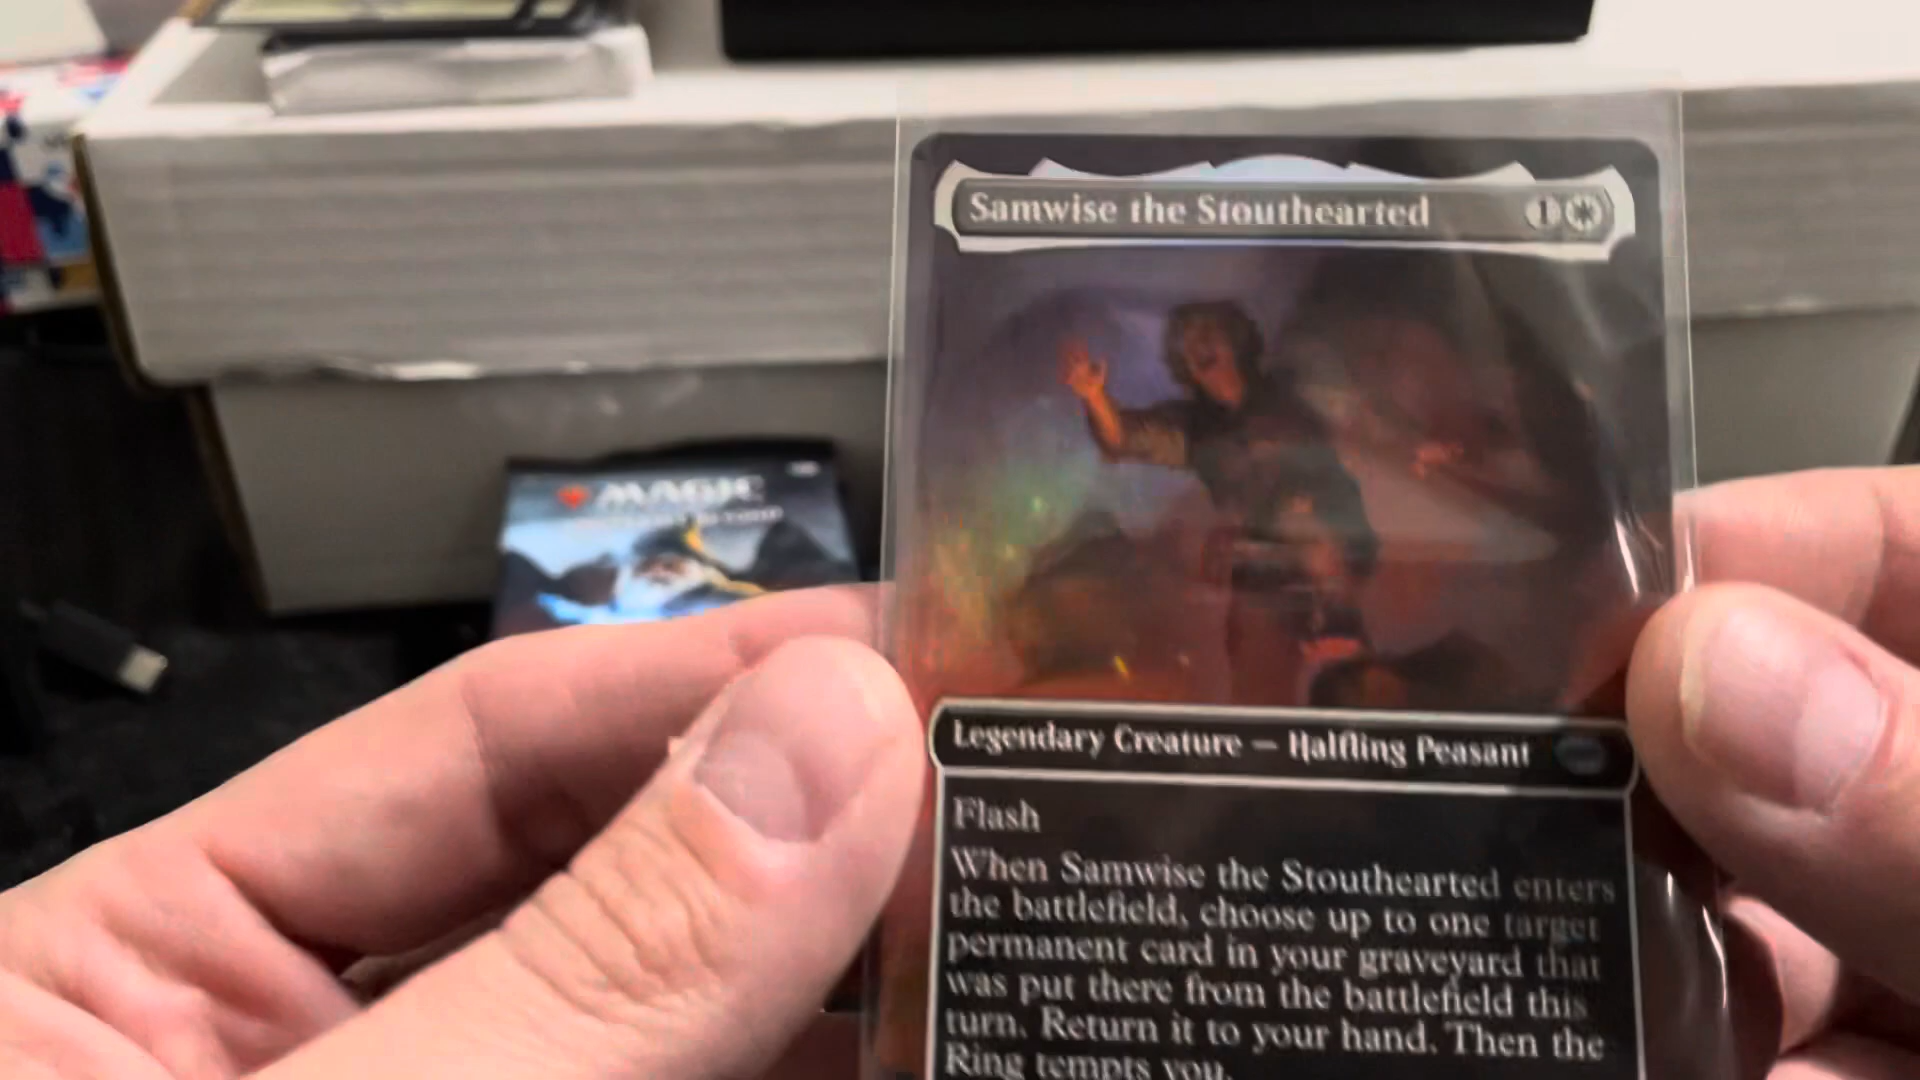 Samwise the Stouthearted 1
MAGIC
Legendary Creature — Halfling Peasant
Flash
When Samwise the Stouthearted enters
the battlefield, choose up to one target
permanent card in your graveyard that
was put there from the battlefield this
turn. Return it to your hand. Then the
Ring tempts you.